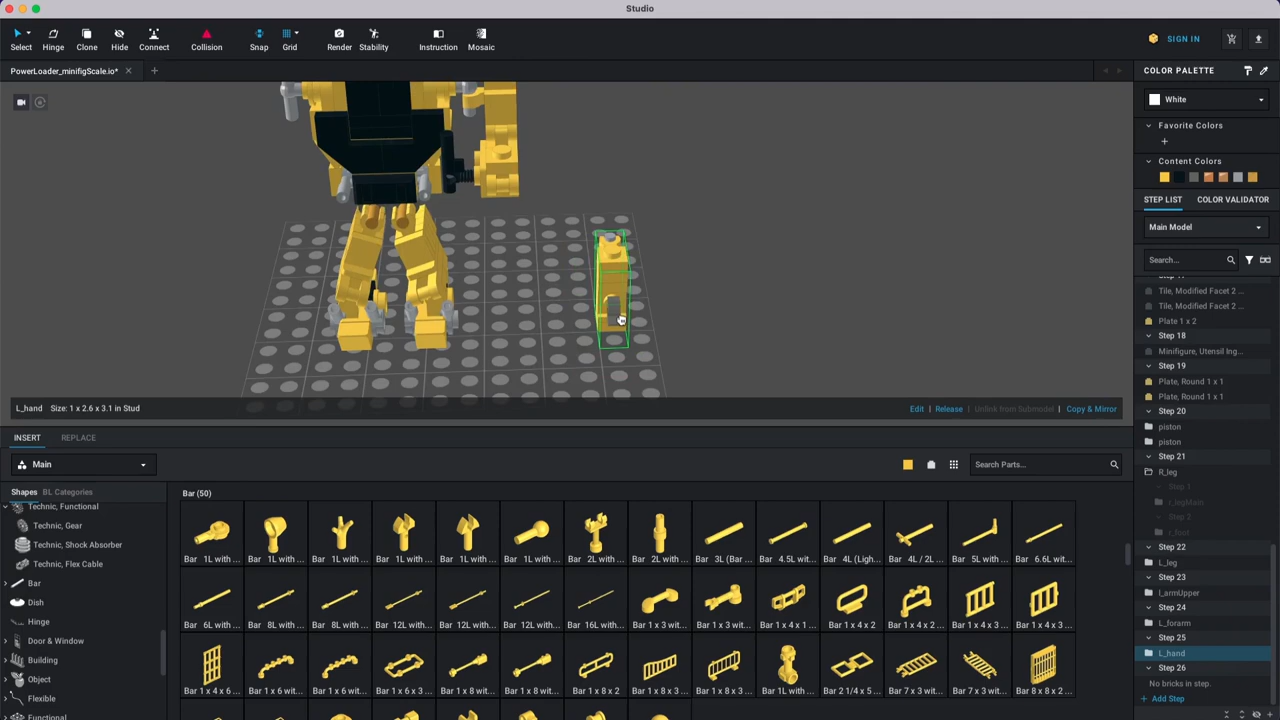 Studio
Select
Hinge
Clone
Hide
Connect
Collision
Snap
Grid
Render
Stability
Instruction
Mosaic
SIGN IN
PowerLoader_minifigScale.io*
COLOR PALETTE
White
Favorite Colors
Content Colors
STEP LIST
COLOR VALIDATOR
Main Model
Search...
Tile, Modified Facet 2 ...
Tile, Modified Facet 2 ...
Plate 1 x 2
Step 18
Minifigure, Utensil Ing...
Step 19
Plate, Round 1 x 1
Plate, Round 1 x 1
Step 20
piston
piston
Step 21
R_leg
Step 1
r_legMain
Step 2
r_foot
Step 22
L_leg
Step 23
L_armUpper
Step 24
L_forarm
Step 25
L_hand
Step 26
No bricks in step.
+ Add Step
L_hand Size: 1 x 2.6 x 3.1 in Stud
Edit
Release
Unlink from Submodel
Copy & Mirror
INSERT
REPLACE
Main
Search Parts...
Shapes
BL Categories
Technic, Functional
Technic, Gear
Technic, Shock Absorber
Technic, Flex Cable
Bar
Dish
Hinge
Door & Window
Building
Object
Flexible
Functional
Bar (50)
Bar 1L with ...
Bar 1L with ...
Bar 1L with ...
Bar 1L with ...
Bar 1L with ...
Bar 1L with ...
Bar 2L with ...
Bar 2L with ...
Bar 3L (Bar ...
Bar 4.5L wit...
Bar 4L (Ligh...
Bar 4L / 2L ...
Bar 5L with ...
Bar 6.6L wit...
Bar 6L with ...
Bar 8L with ...
Bar 8L with ...
Bar 12L with ...
Bar 12L with ...
Bar 12L with ...
Bar 16L with ...
Bar 1 x 3 wit...
Bar 1 x 3 wit...
Bar 1 x 4 x 1 ...
Bar 1 x 4 x 2
Bar 1 x 4 x 2 ...
Bar 1 x 4 x 3 ...
Bar 1 x 4 x 3...
Bar 1 x 4 x 6 ...
Bar 1 x 6 wit...
Bar 1 x 6 wit...
Bar 1 x 6 x 3 ...
Bar 1 x 8 wit...
Bar 1 x 8 wit...
Bar 1 x 8 x 2
Bar 1 x 8 x 3
Bar 1 x 8 x 3...
Bar 1L with ...
Bar 2 1/4 x 5 ...
Bar 7 x 3 wit...
Bar 7 x 3 wit...
Bar 8 x 8 x 2 ...